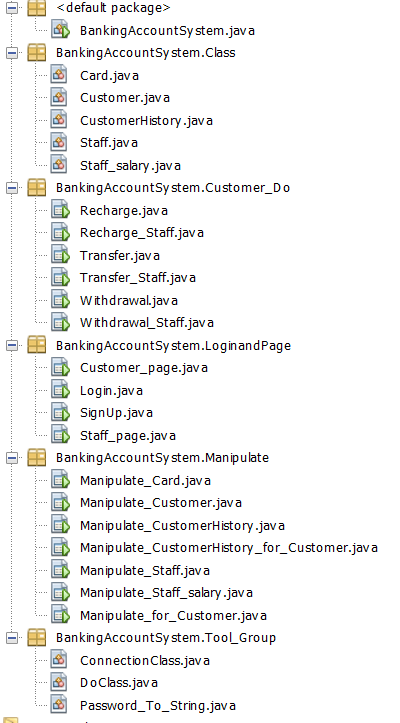 <default package>
BankingAccountSystem.java
BankingAccountSystem.Class
Card.java
Customer.java
CustomerHistory.java
Staff.java
Staff_salary.java
BankingAccountSystem.Customer_Do
Recharge.java
Recharge_Staff.java
Transfer.java
Transfer_Staff.java
Withdrawal.java
Withdrawal_Staff.java
BankingAccountSystem.LoginandPage
Customer_page.java
Login.java
SignUp.java
Staff_page.java
BankingAccountSystem.Manipulate
Manipulate_Card.java
Manipulate_Customer.java
Manipulate_CustomerHistory.java
Manipulate_CustomerHistory_for_Customer.java
Manipulate_Staff.java
Manipulate_Staff_salary.java
Manipulate_for_Customer.java
BankingAccountSystem.Tool_Group
ConnectionClass.java
DoClass.java
Password_To_String.java